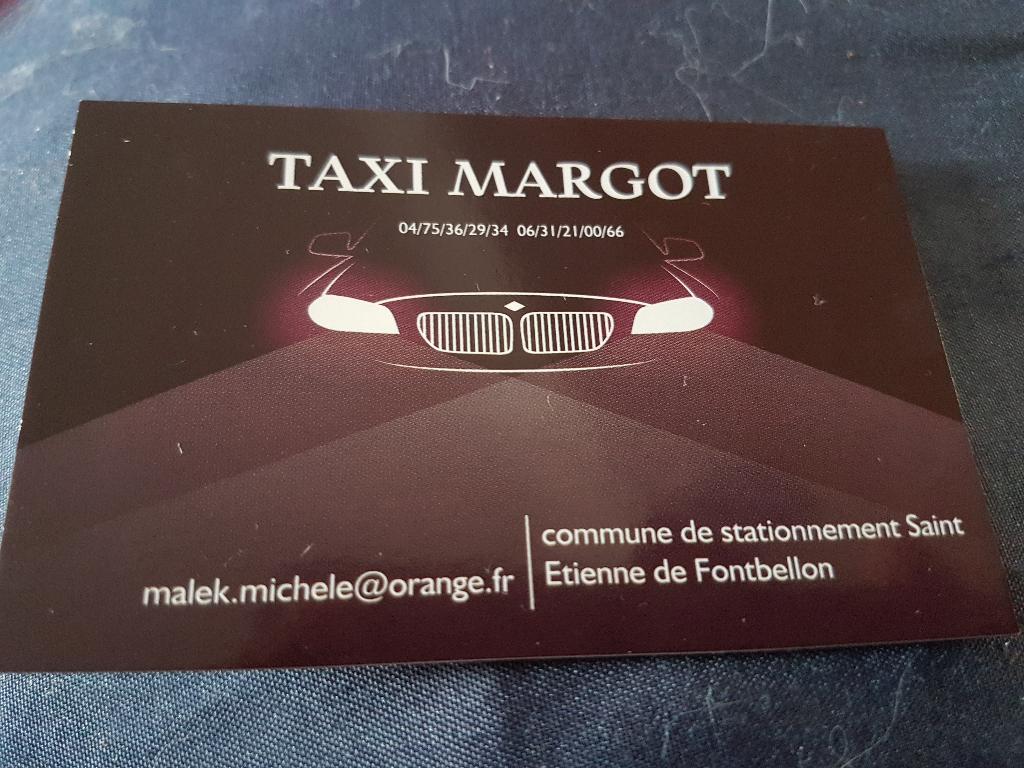 TAXI MARGOT
04/75/36/29/34 06/31/21/00/66
malek.michele@orange.fr
commune de stationnement Saint
Etienne de Fontbellon